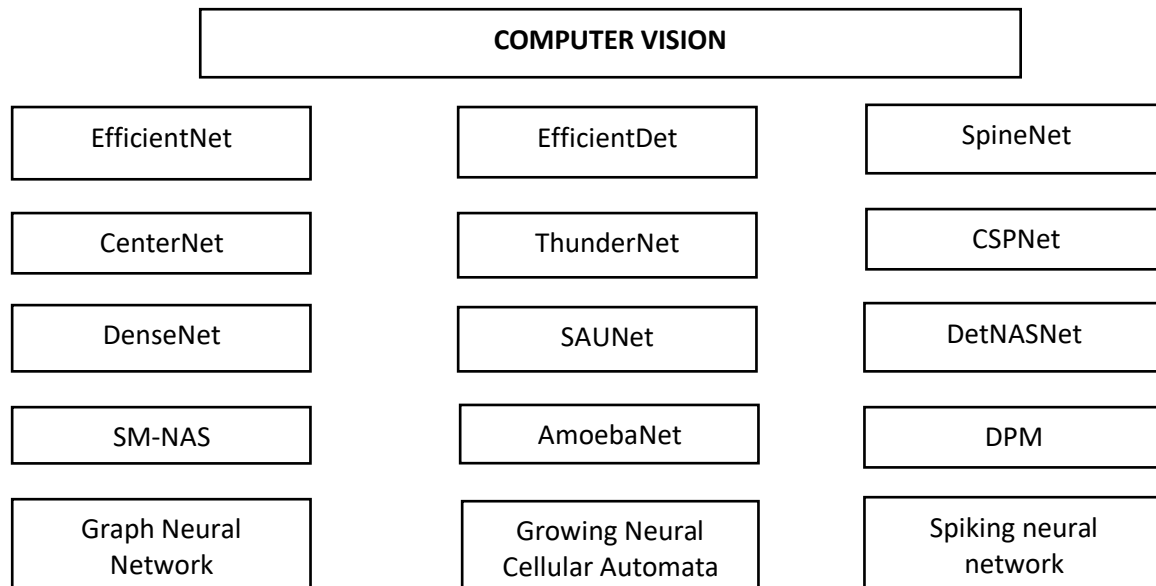 COMPUTER VISION
EfficientNet
EfficientDet
SpineNet
CenterNet
ThunderNet
CSPNet
DenseNet
SAUNet
DetNASNet
SM-NAS
AmoebaNet
DPM
Graph Neural
Network
Growing Neural
Cellular Automata
Spiking neural
network